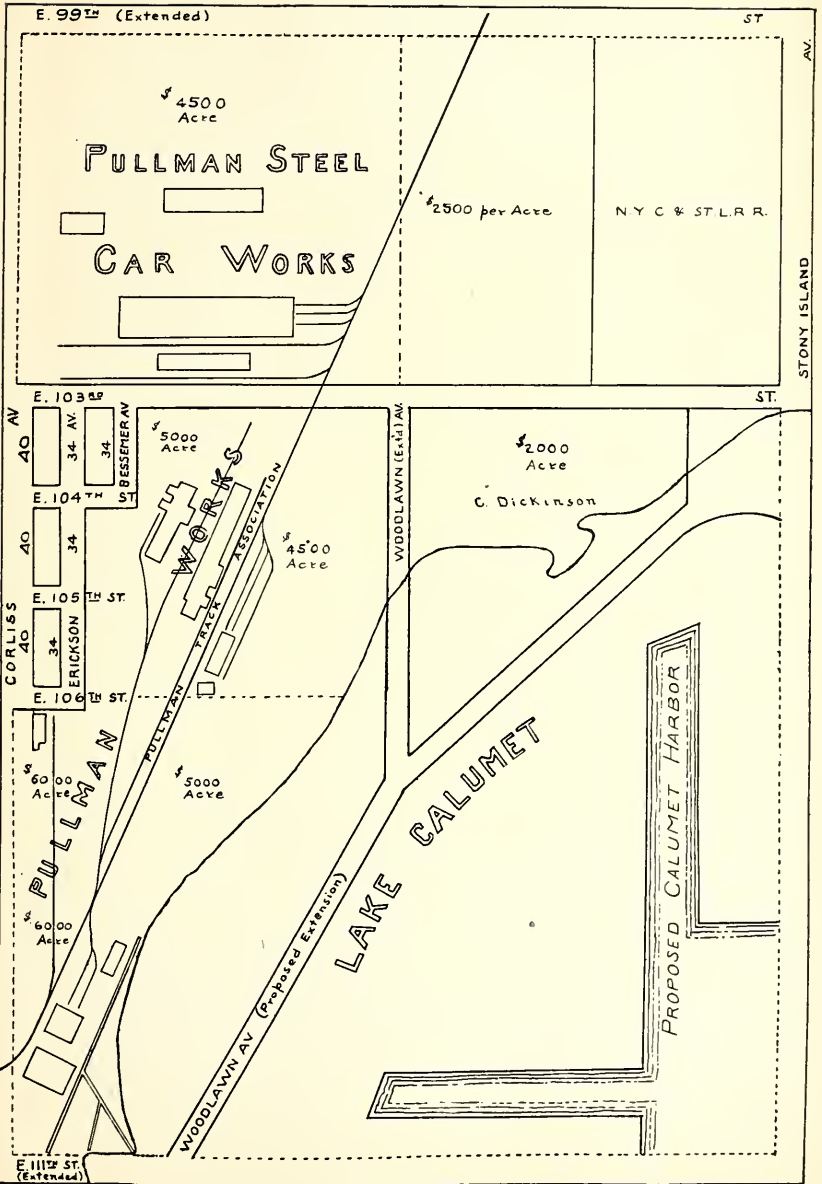 E. 99TH (Extended)
ST
AV.
STONY ISLAND
$4500
Acre
PULLMAN STEEL
CAR WORKS
$2500 per Acre
N Y C & ST. L. R R.
E. 103RD
ST.
AV
40
34
AV.
34
BESSEMER AV
E. 104TH ST.
40
34
E. 105TH ST.
CORLISS
40
34
ERICKSON
E. 106TH ST.
$5000
Acre
WORKS
PULLMAN TRACK ASSOCIATION
$4500
Acre
WOODLAWN (Ext'd) AV.
$2000
Acre
C. Dickinson
PULLMAN
$6000
Acre
$5000
Acre
$6000
Acre
LAKE CALUMET
PROPOSED CALUMET HARBOR
WOODLAWN AV (Proposed Extension)
E. 111TH ST.
(Extended)